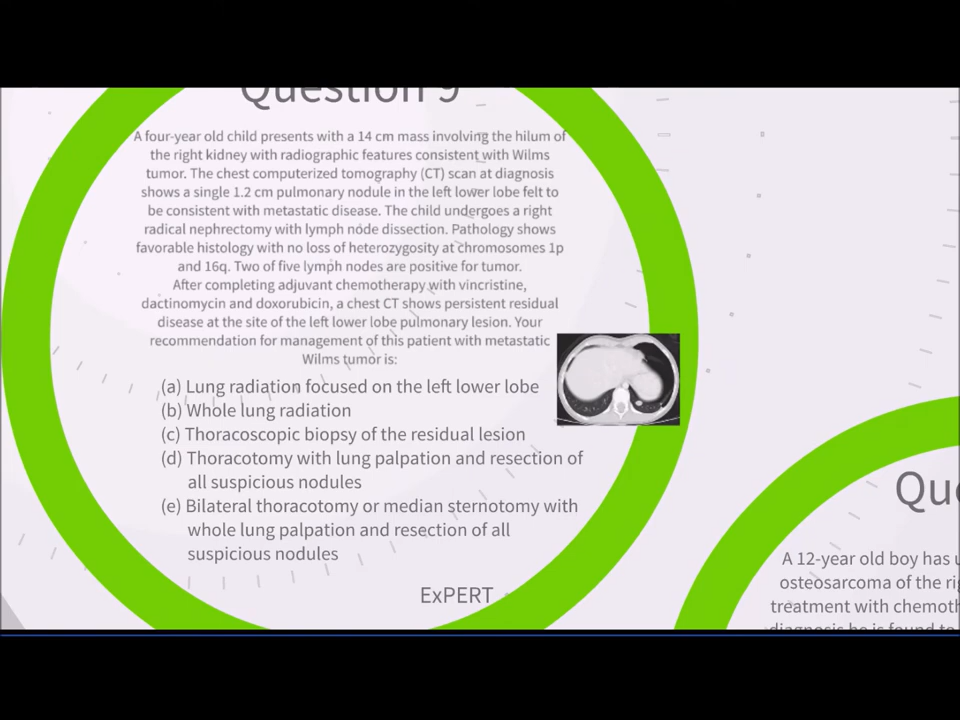 Question 9
A four-year old child presents with a 14 cm mass involving the hilum of
the right kidney with radiographic features consistent with Wilms
tumor. The chest computerized tomography (CT) scan at diagnosis
shows a single 1.2 cm pulmonary nodule in the left lower lobe felt to
be consistent with metastatic disease. The child undergoes a right
radical nephrectomy with lymph node dissection. Pathology shows
favorable histology with no loss of heterozygosity at chromosomes 1p
and 16q. Two of five lymph nodes are positive for tumor.
After completing adjuvant chemotherapy with vincristine,
dactinomycin and doxorubicin, a chest CT shows persistent residual
disease at the site of the left lower lobe pulmonary lesion. Your
recommendation for management of this patient with metastatic
Wilms tumor is:
(a) Lung radiation focused on the left lower lobe
(b) Whole lung radiation
(c) Thoracoscopic biopsy of the residual lesion
(d) Thoracotomy with lung palpation and resection of
all suspicious nodules
(e) Bilateral thoracotomy or median sternotomy with
whole lung palpation and resection of all
suspicious nodules
ExPERT
A 12-year old boy has
osteosarcoma of the
treatment with